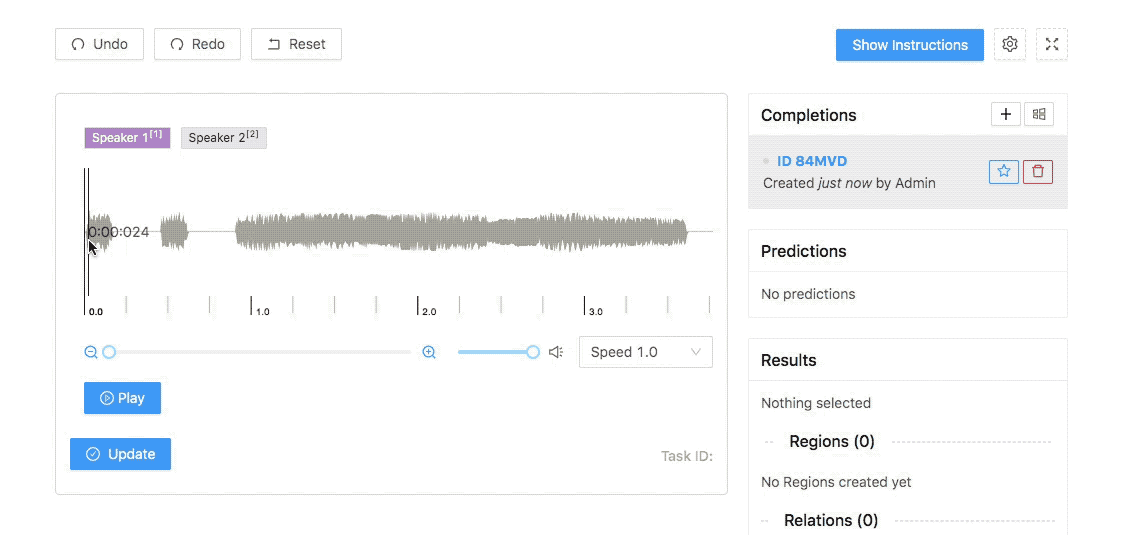 Undo
Redo
Reset
Show Instructions
Speaker 1[1]
Speaker 2[2]
0:00:024
0.0
1.0
2.0
3.0
Speed 1.0
Play
Update
Task ID:
Completions
ID 84MVD
Created just now by Admin
Predictions
No predictions
Results
Nothing selected
Regions (0)
No Regions created yet
Relations (0)